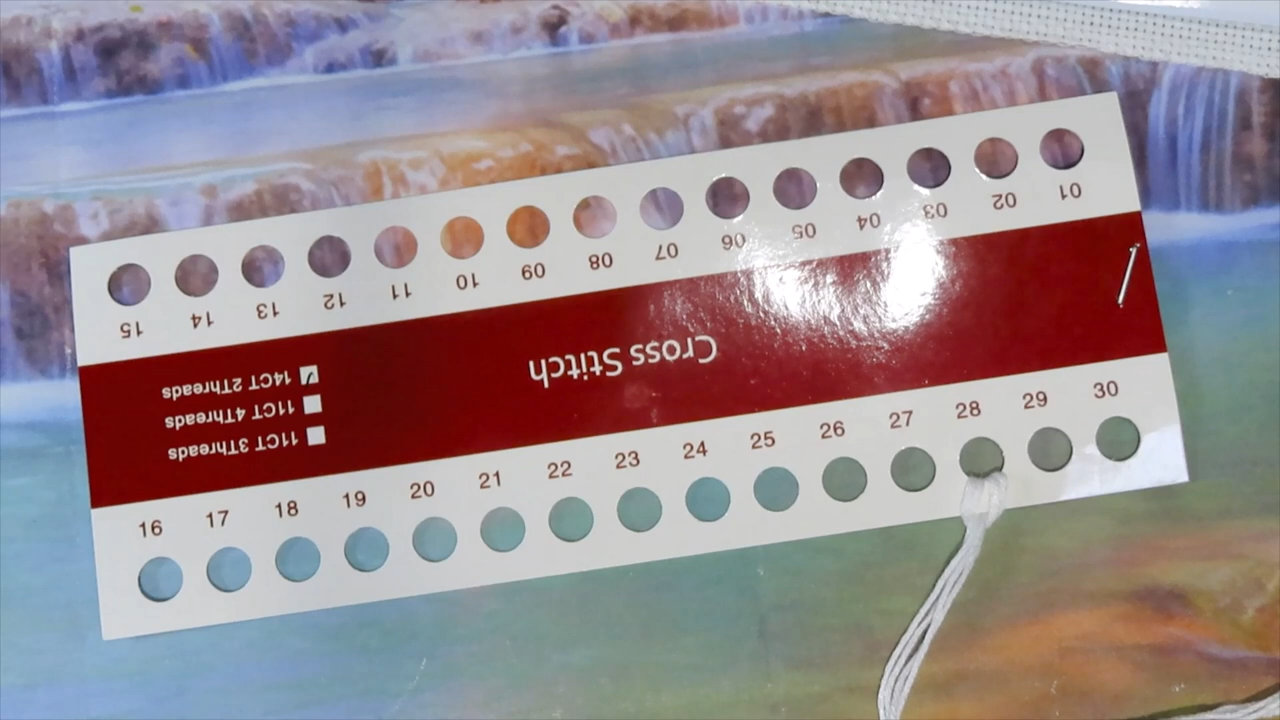 01 02 03 04 05 06 07 08 09 10 11 12 13 14 15
Cross Stitch
14CT 2Threads
11CT 4Threads
11CT 3Threads
16 17 18 19 20 21 22 23 24 25 26 27 28 29 30